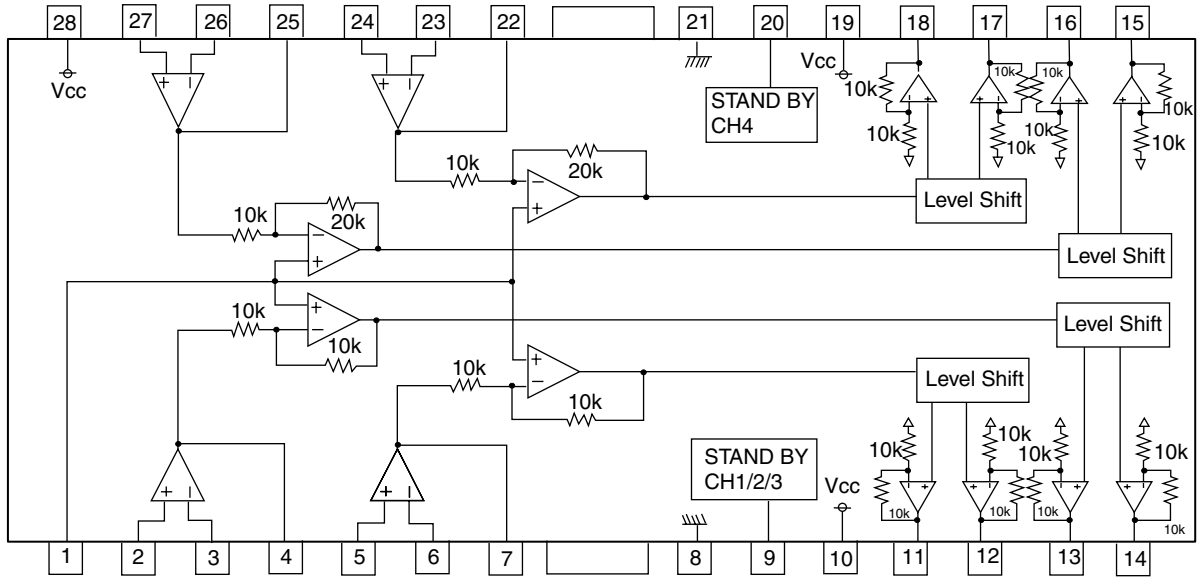 28 27 26 25 24 23 22 21 20 19 18 17 16 15
Vcc
+ −
+ −
STAND BY
CH4
Vcc
10k 10k 10k 10k
− + + − − + + −
10k 10k 10k 10k
10k 20k
−
+
Level Shift
10k 20k
−
+
Level Shift
10k
+
−
10k
Level Shift
10k
+
−
10k
Level Shift
STAND BY
CH1/2/3
Vcc
10k 10k 10k 10k
+ −
+ −
− + + − − + + −
10k 10k 10k 10k
1 2 3 4 5 6 7 8 9 10 11 12 13 14